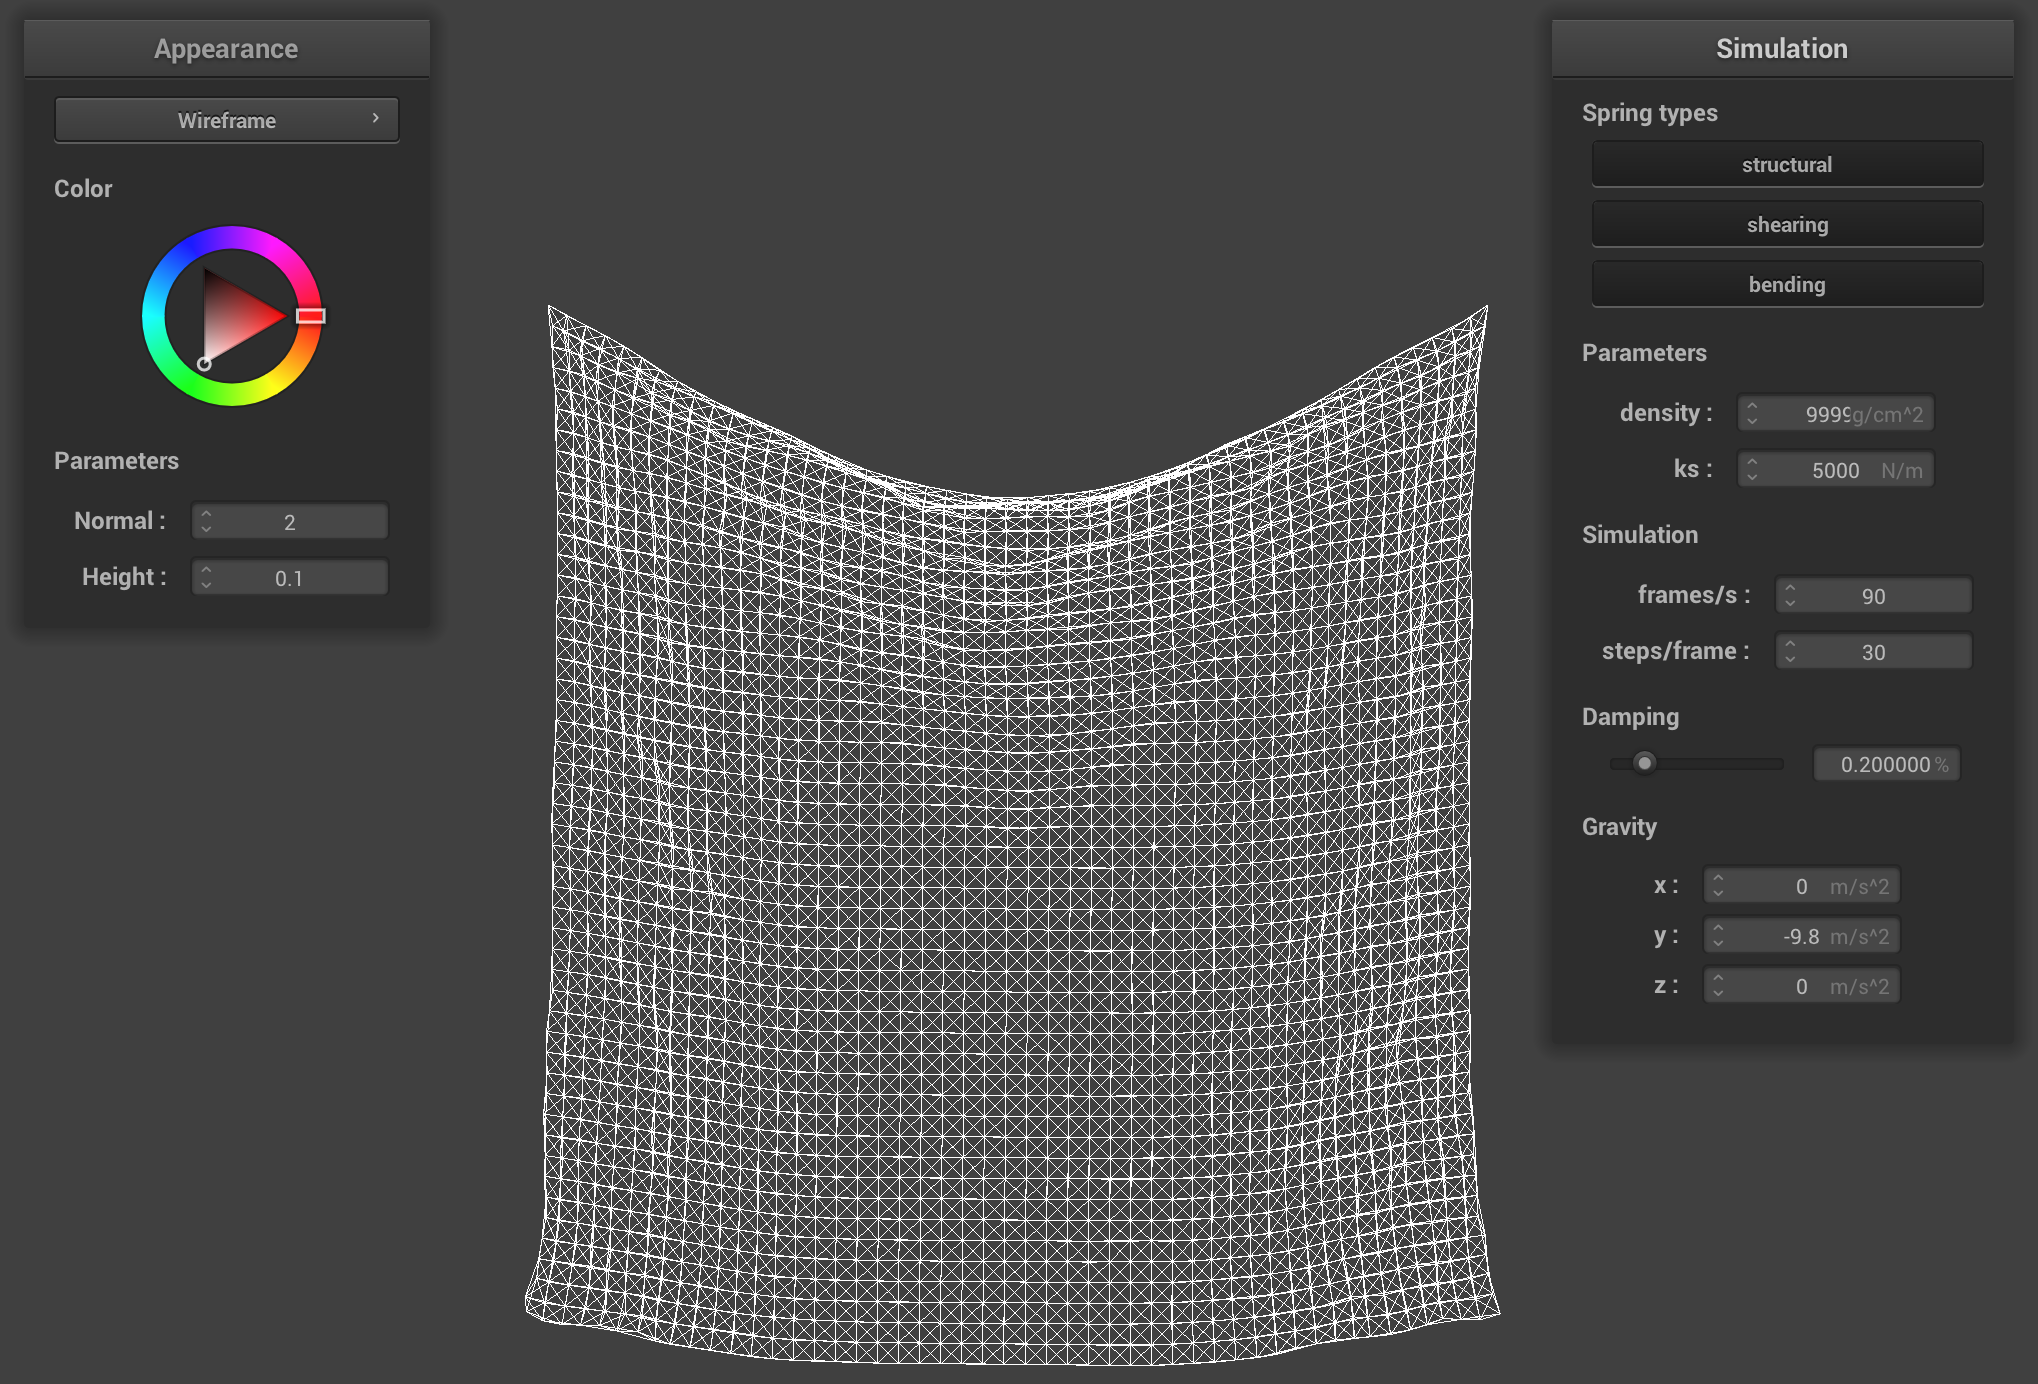 Appearance
Wireframe
Color
Parameters
Normal : 2
Height : 0.1
Simulation
Spring types
structural
shearing
bending
Parameters
density : 9999g/cm^2
ks : 5000 N/m
Simulation
frames/s : 90
steps/frame : 30
Damping
0.200000 %
Gravity
x : 0 m/s^2
y : -9.8 m/s^2
z : 0 m/s^2